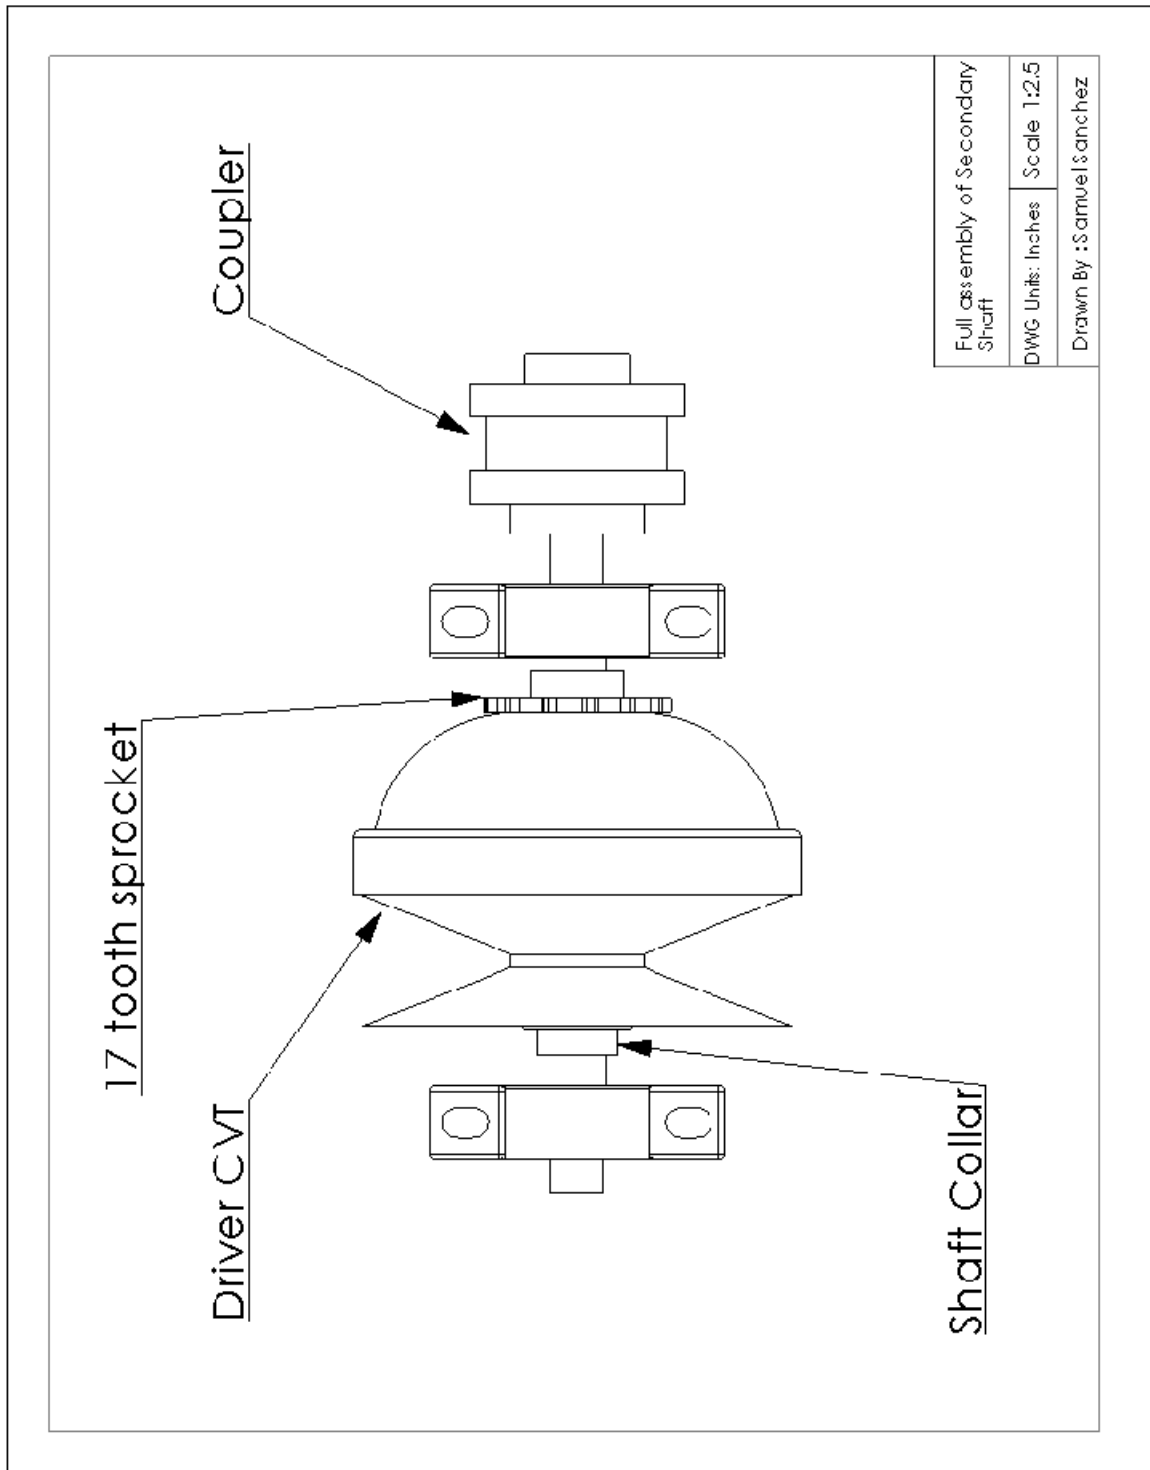 17 tooth sprocket
Driver CVT
Coupler
Shaft Collar
Full assembly of Secondary
Shaft
DWG Units: Inches
Scale 1:2.5
Drawn By :Samuel Sanchez